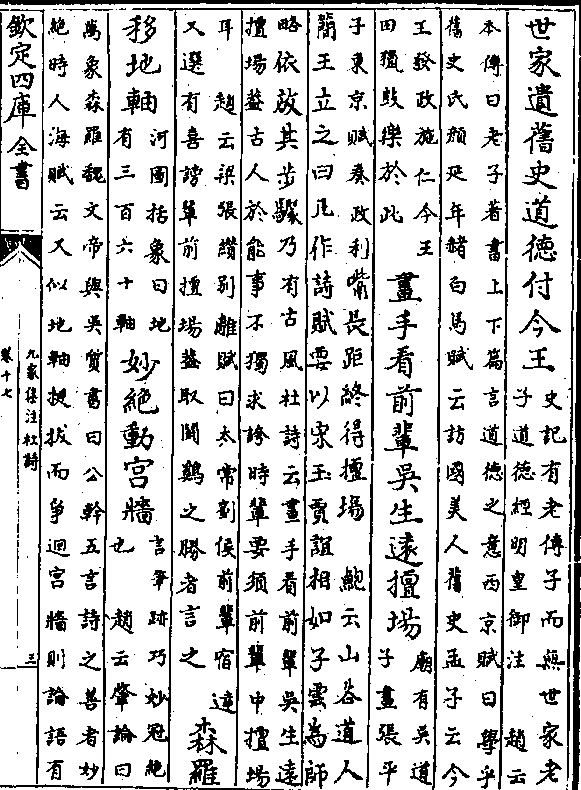 世家遺舊史道德付今王
史記有老傳子而無世家老
子道德經明皇御注 趙云
本傳曰老子著書上下篇言道德之意西京賦曰學乎
舊史氏顔延年赭白馬賦云訪國美人舊史孟子云今
王發政施仁今王
田獵鼓樂於此
畫手看前輩吳生遠擅場
廟有吳道
子畫張平
子東京賦秦政利觜長距終得擅場 鮑云山谷道人
簡王立之曰凡作詩賦要以宋玉賈誼相如子雲為師
略依放其步驟乃有古風杜詩云畫手看前輩吳生遠
擅場葢古人於能事不獨求誇時輩要須前輩中擅場
耳 趙云梁張纘别離賦曰太常劉侯前輩宿達
又選有喜謗輩前擅場葢取鬪鷄之勝者言之
森羅
移地軸
河圖括象曰地
有三百六十軸
妙絶動宫牆
言筆跡巧妙冠絶
也 趙云肇論曰
萬象森羅魏文帝與吳質書曰公幹五言詩之善者妙
絶時人海賦云又似地軸挺拔而爭迴宫牆則論語有
欽定四庫全書
九家集注杜詩
卷十七
三